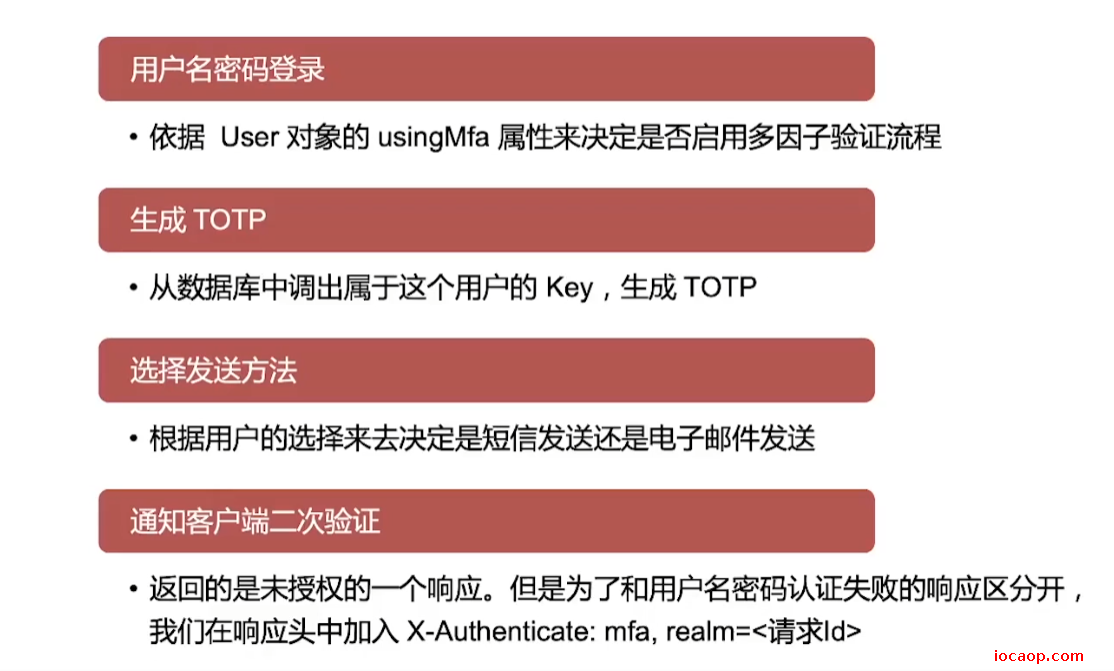 用户名密码登录
• 依据 User 对象的 usingMfa 属性来决定是否启用多因子验证流程
生成 TOTP
• 从数据库中调出属于这个用户的 Key，生成 TOTP
选择发送方法
• 根据用户的选择来去决定是短信发送还是电子邮件发送
通知客户端二次验证
• 返回的是未授权的一个响应。但是为了和用户名密码认证失败的响应区分开，
我们在响应头中加入 X-Authenticate: mfa, realm=<请求Id>
iocaop.com